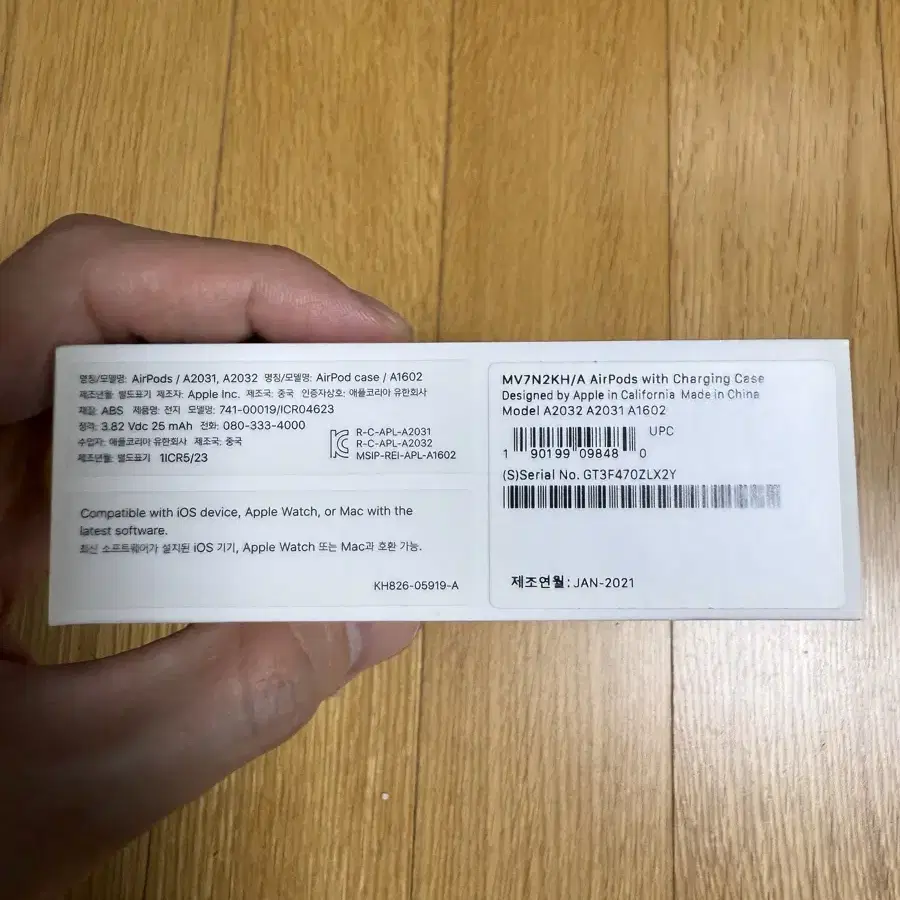 명칭/모델명: AirPods / A2031, A2032 명칭/모델명: AirPod case / A1602
제조년월: 별도표기 제조자: Apple Inc. 제조국: 중국 인증자상호: 애플코리아 유한회사
재질: ABS 제품명: 전지 모델명: 741-00019/ICR04623
정격: 3.82 Vdc 25 mAh 전화: 080-333-4000
수입자: 애플코리아 유한회사 제조국: 중국
제조년월: 별도표기 1ICR5/23
R-C-APL-A2031
R-C-APL-A2032
MSIP-REI-APL-A1602
Compatible with iOS device, Apple Watch, or Mac with the
latest software.
최신 소프트웨어가 설치된 iOS 기기, Apple Watch 또는 Mac과 호환 가능.
KH826-05919-A
MV7N2KH/A AirPods with Charging Case
Designed by Apple in California Made in China
Model A2032 A2031 A1602
UPC
1 90199 09848 0
(S)Serial No. GT3F470ZLX2Y
제조연월: JAN-2021